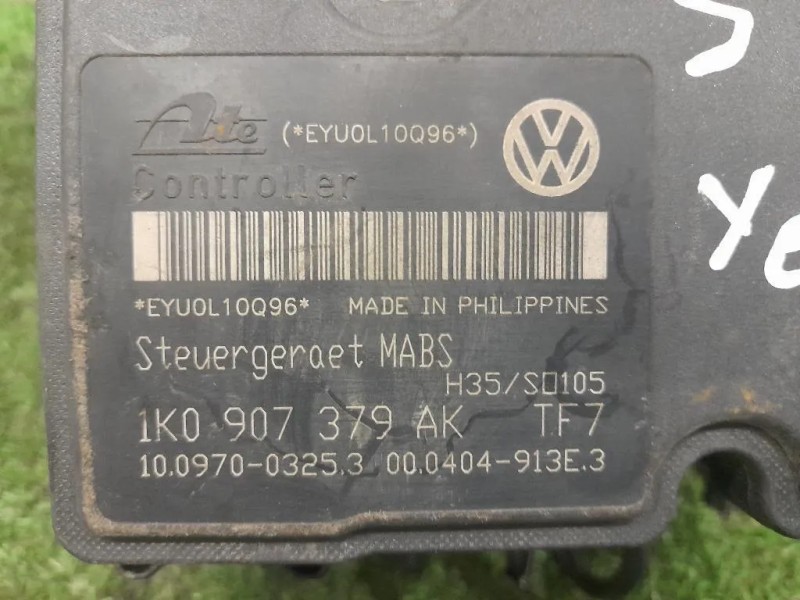 Ate (*EYU0L10Q96*)
Controller
*EYU0L10Q96* MADE IN PHILIPPINES
Steuergeraet MABS
H35/S□105
1K0 907 379 AK TF7
10.0970-0325.3 00.0404-913E.3